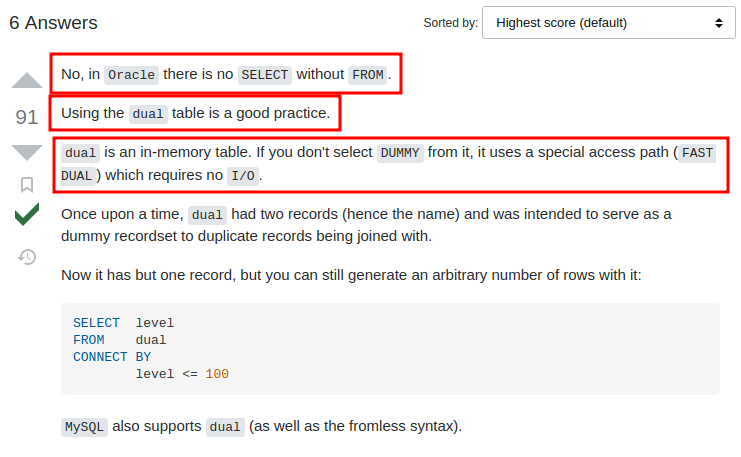 6 Answers
Sorted by: Highest score (default)
No, in Oracle there is no SELECT without FROM.
91
Using the dual table is a good practice.
dual is an in-memory table. If you don't select DUMMY from it, it uses a special access path (FAST
DUAL) which requires no I/O.
Once upon a time, dual had two records (hence the name) and was intended to serve as a
dummy recordset to duplicate records being joined with.
Now it has but one record, but you can still generate an arbitrary number of rows with it:
SELECT  level
FROM    dual
CONNECT BY
        level <= 100
MySQL also supports dual (as well as the fromless syntax).